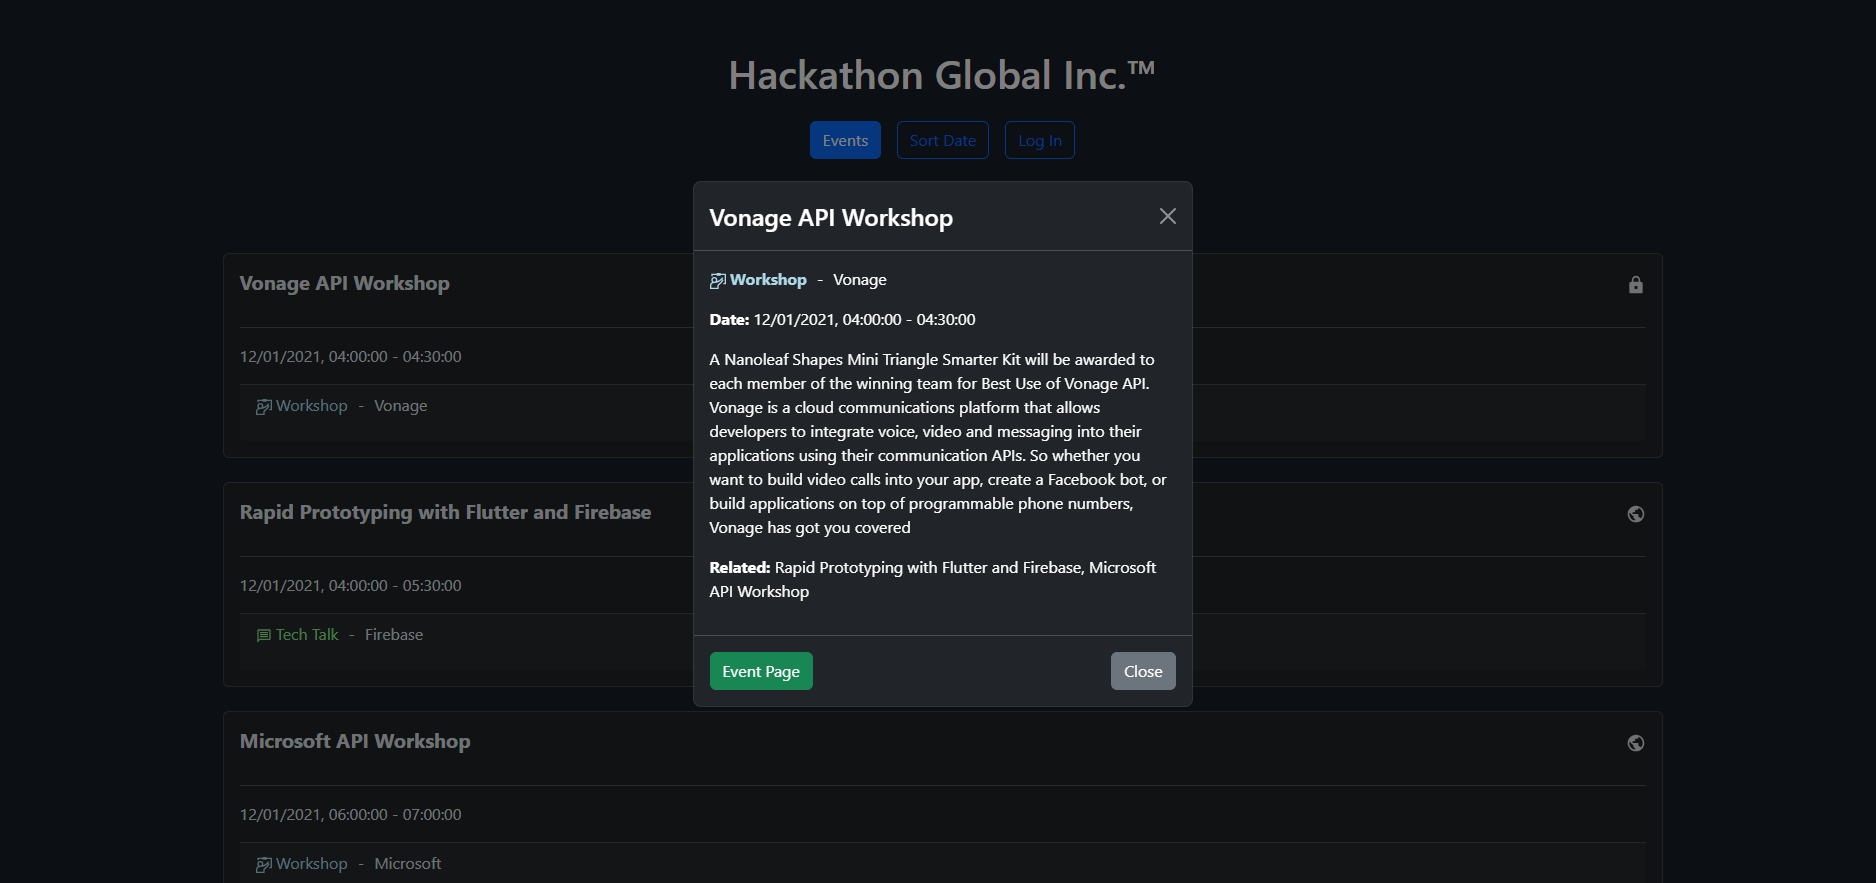 Hackathon Global Inc.™
Events
Sort Date
Log In
Vonage API Workshop
Workshop - Vonage
Date: 12/01/2021, 04:00:00 - 04:30:00
A Nanoleaf Shapes Mini Triangle Smarter Kit will be awarded to
each member of the winning team for Best Use of Vonage API.
Vonage is a cloud communications platform that allows
developers to integrate voice, video and messaging into their
applications using their communication APIs. So whether you
want to build video calls into your app, create a Facebook bot, or
build applications on top of programmable phone numbers,
Vonage has got you covered
Related: Rapid Prototyping with Flutter and Firebase, Microsoft
API Workshop
Event Page
Close
Vonage API Workshop
12/01/2021, 04:00:00 - 04:30:00
Workshop - Vonage
Rapid Prototyping with Flutter and Firebase
12/01/2021, 04:00:00 - 05:30:00
Tech Talk - Firebase
Microsoft API Workshop
12/01/2021, 06:00:00 - 07:00:00
Workshop - Microsoft